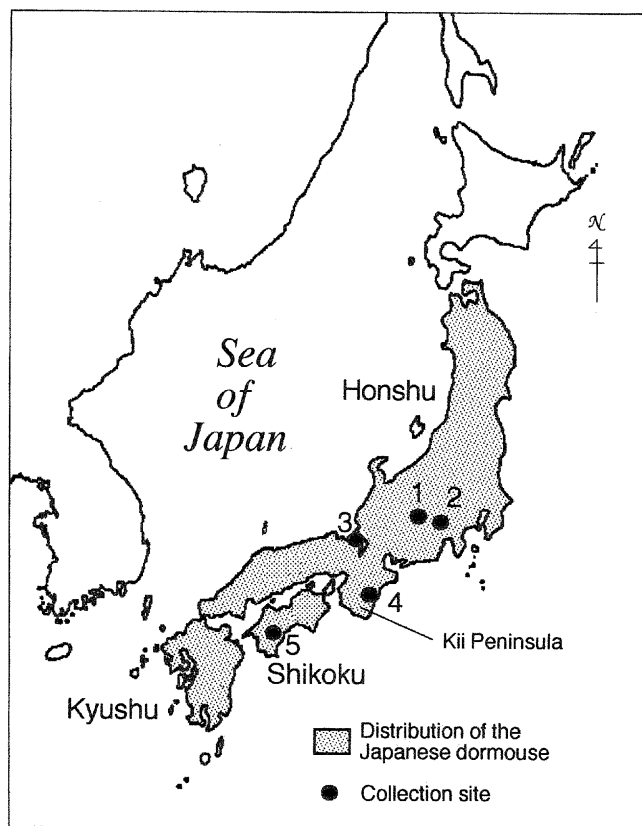 N
Sea
of
Japan
Honshu
1
2
3
4
Kii Peninsula
5
Shikoku
Kyushu
Distribution of the
Japanese dormouse
Collection site